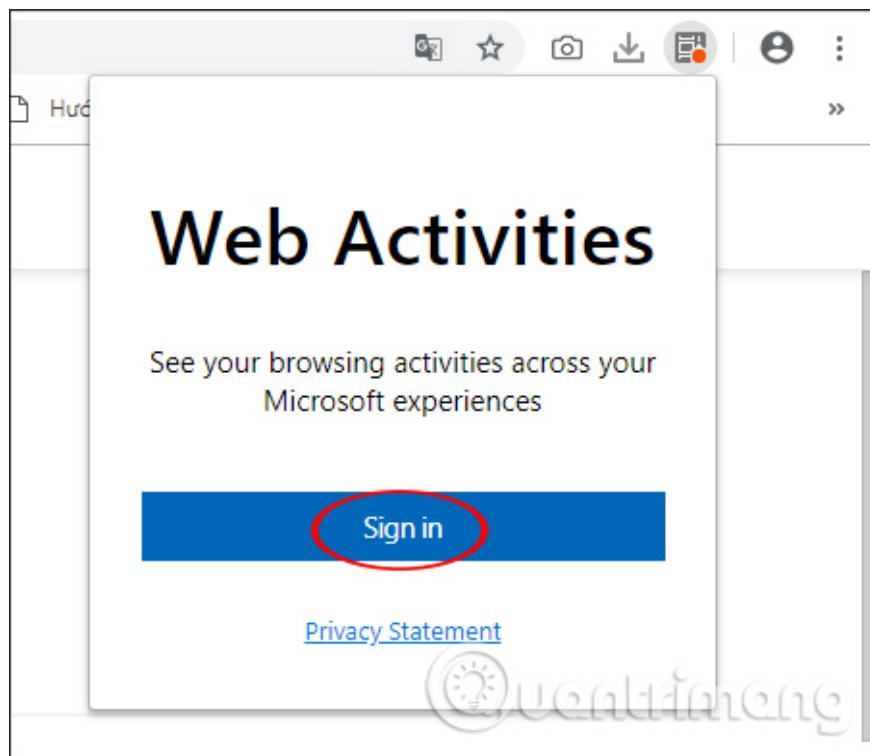 Hướ
Web Activities
See your browsing activities across your
Microsoft experiences
Sign in
Privacy Statement
Quantrimang